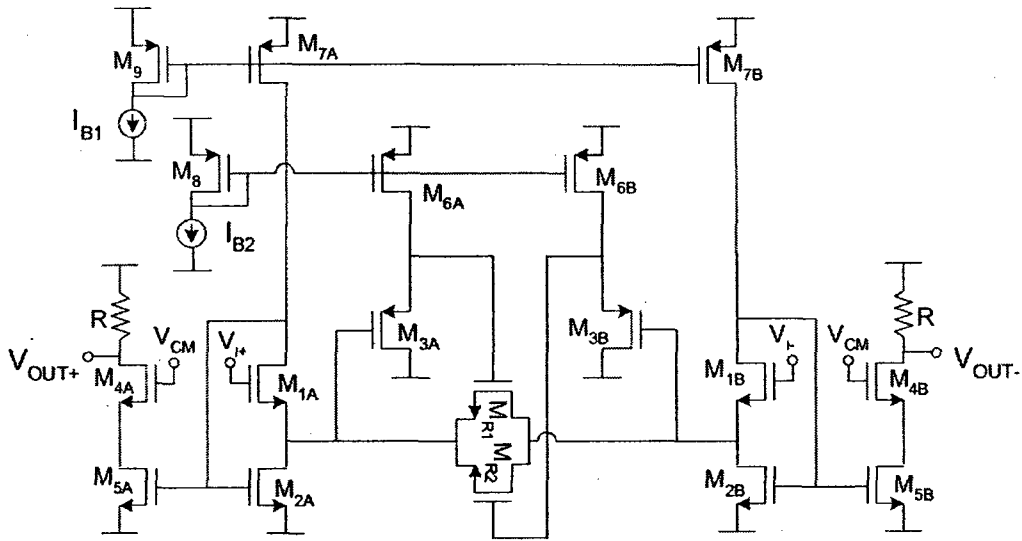 M9
M7A
M7B
IB1
M8
M6A
M6B
IB2
R
VCM
Vi+
M3A
M3B
Vi-
VCM
R
VOUT+
M4A
M1A
M1B
M4B
VOUT-
MR1
MR2
M5A
M2A
M2B
M5B